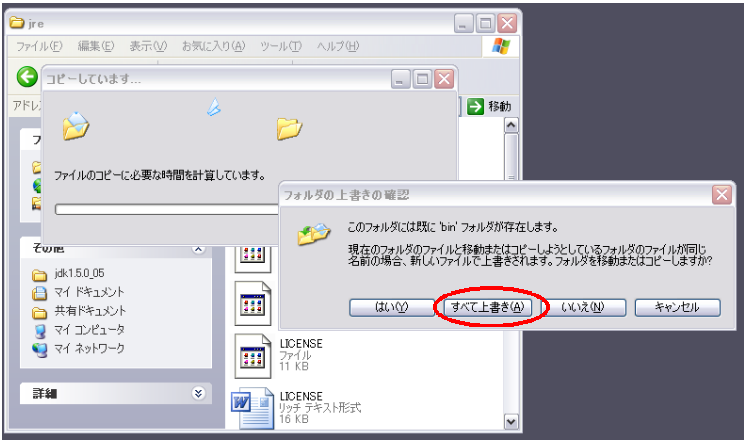 jre
ファイル(F) 編集(E) 表示(V) お気に入り(A) ツール(T) ヘルプ(H)
コピーしています...
移動
ファイルのコピーに必要な時間を計算しています。
フォルダの上書きの確認
このフォルダには既に 'bin' フォルダが存在します。
現在のフォルダのファイルと移動またはコピーしようとしているフォルダのファイルが同じ
名前の場合、新しいファイルで上書きされます。フォルダを移動またはコピーしますか?
はい(Y) すべて上書き(A) いいえ(N) キャンセル
その他
jdk1.5.0_05
マイ ドキュメント
共有ドキュメント
マイ コンピュータ
マイ ネットワーク
詳細
LICENSE
ファイル
11 KB
LICENSE
リッチ テキスト形式
16 KB